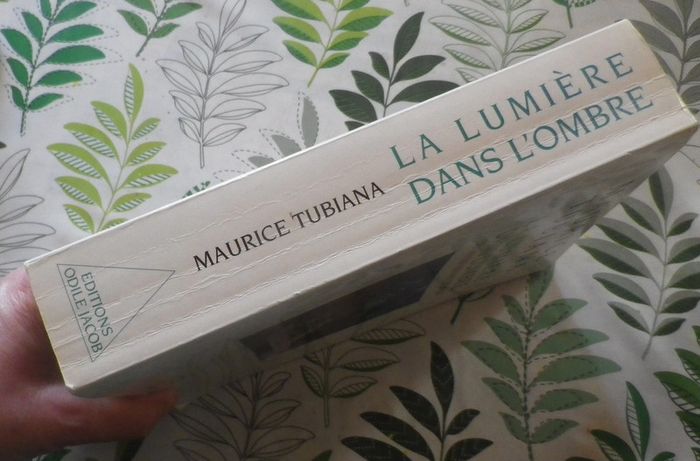 LA LUMIÈRE
DANS L'OMBRE
MAURICE TUBIANA
EDITIONS
ODILE JACOB